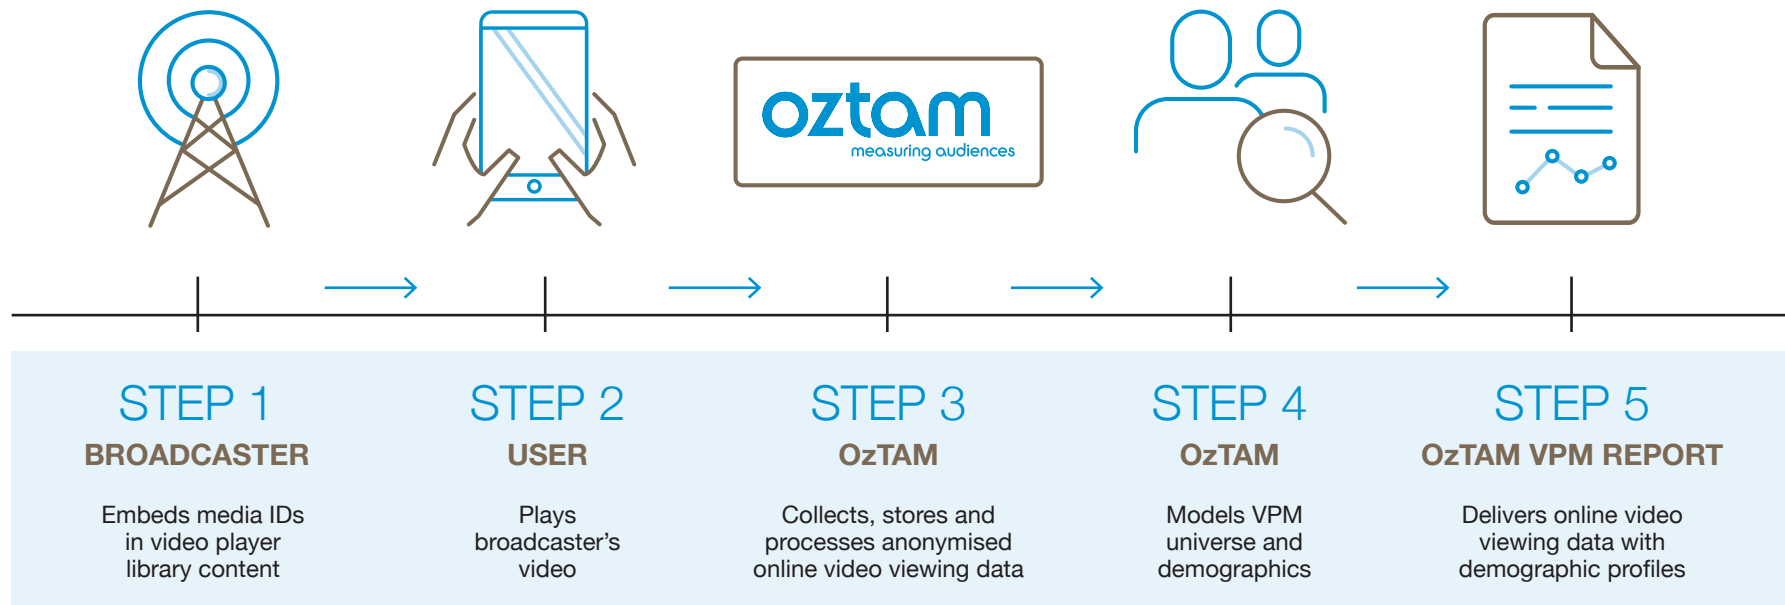 oztam
measuring audiences
STEP 1
BROADCASTER
Embeds media IDs
in video player
library content
STEP 2
USER
Plays
broadcaster’s
video
STEP 3
OzTAM
Collects, stores and
processes anonymised
online video viewing data
STEP 4
OzTAM
Models VPM
universe and
demographics
STEP 5
OzTAM VPM REPORT
Delivers online video
viewing data with
demographic profiles